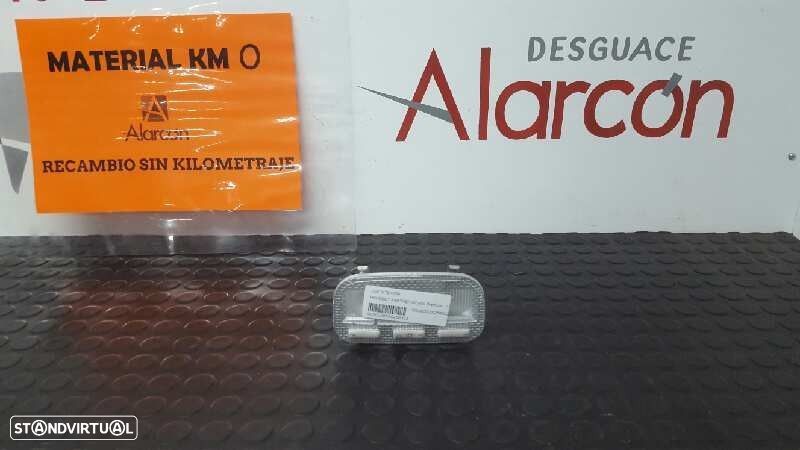 MATERIAL KM 0
Alarcón
RECAMBIO SIN KILOMETRAJE
DESGUACE
Alarcón
STANDVIRTUAL